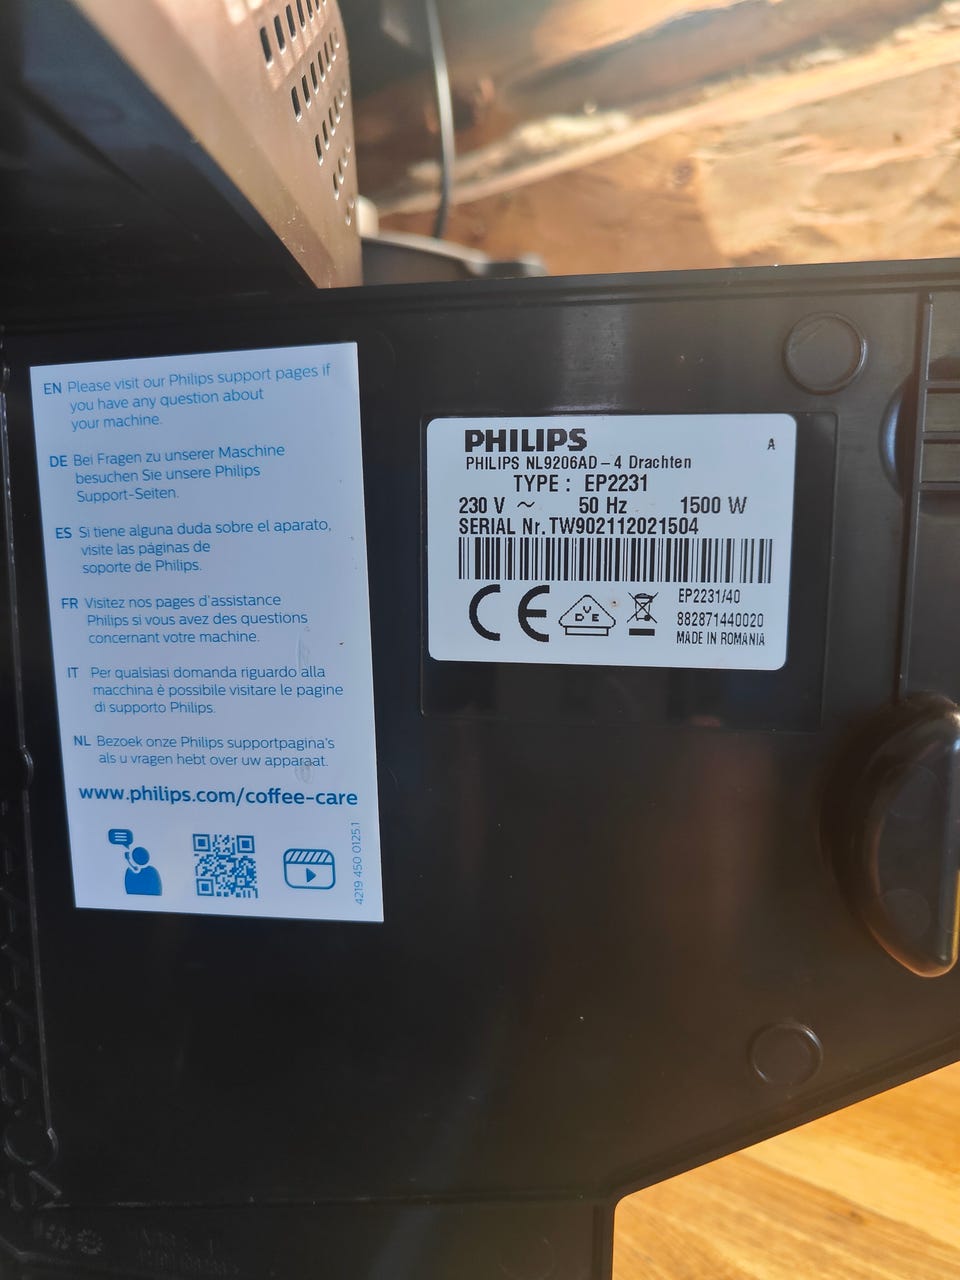 EN Please visit our Philips support pages if
you have any question about
your machine.
DE Bei Fragen zu unserer Maschine
besuchen Sie unsere Philips
Support-Seiten.
ES Si tiene alguna duda sobre el aparato,
visite las páginas de
soporte de Philips.
FR Visitez nos pages d'assistance
Philips si vous avez des questions
concernant votre machine.
IT Per qualsiasi domanda riguardo alla
macchina è possibile visitare le pagine
di supporto Philips.
NL Bezoek onze Philips supportpagina's
als u vragen hebt over uw apparaat.
www.philips.com/coffee-care
4219 450 0125 1
PHILIPS A
PHILIPS NL9206AD-4 Drachten
TYPE : EP2231
230 V ~ 50 Hz 1500 W
SERIAL Nr. TW902112021504
CE
VDE
EP2231/40
882871440020
MADE IN ROMANIA